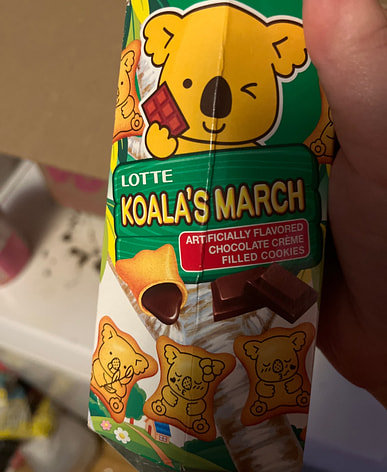 LOTTE
KOALA'S MARCH
ARTIFICIALLY FLAVORED
CHOCOLATE CRÈME
FILLED COOKIES